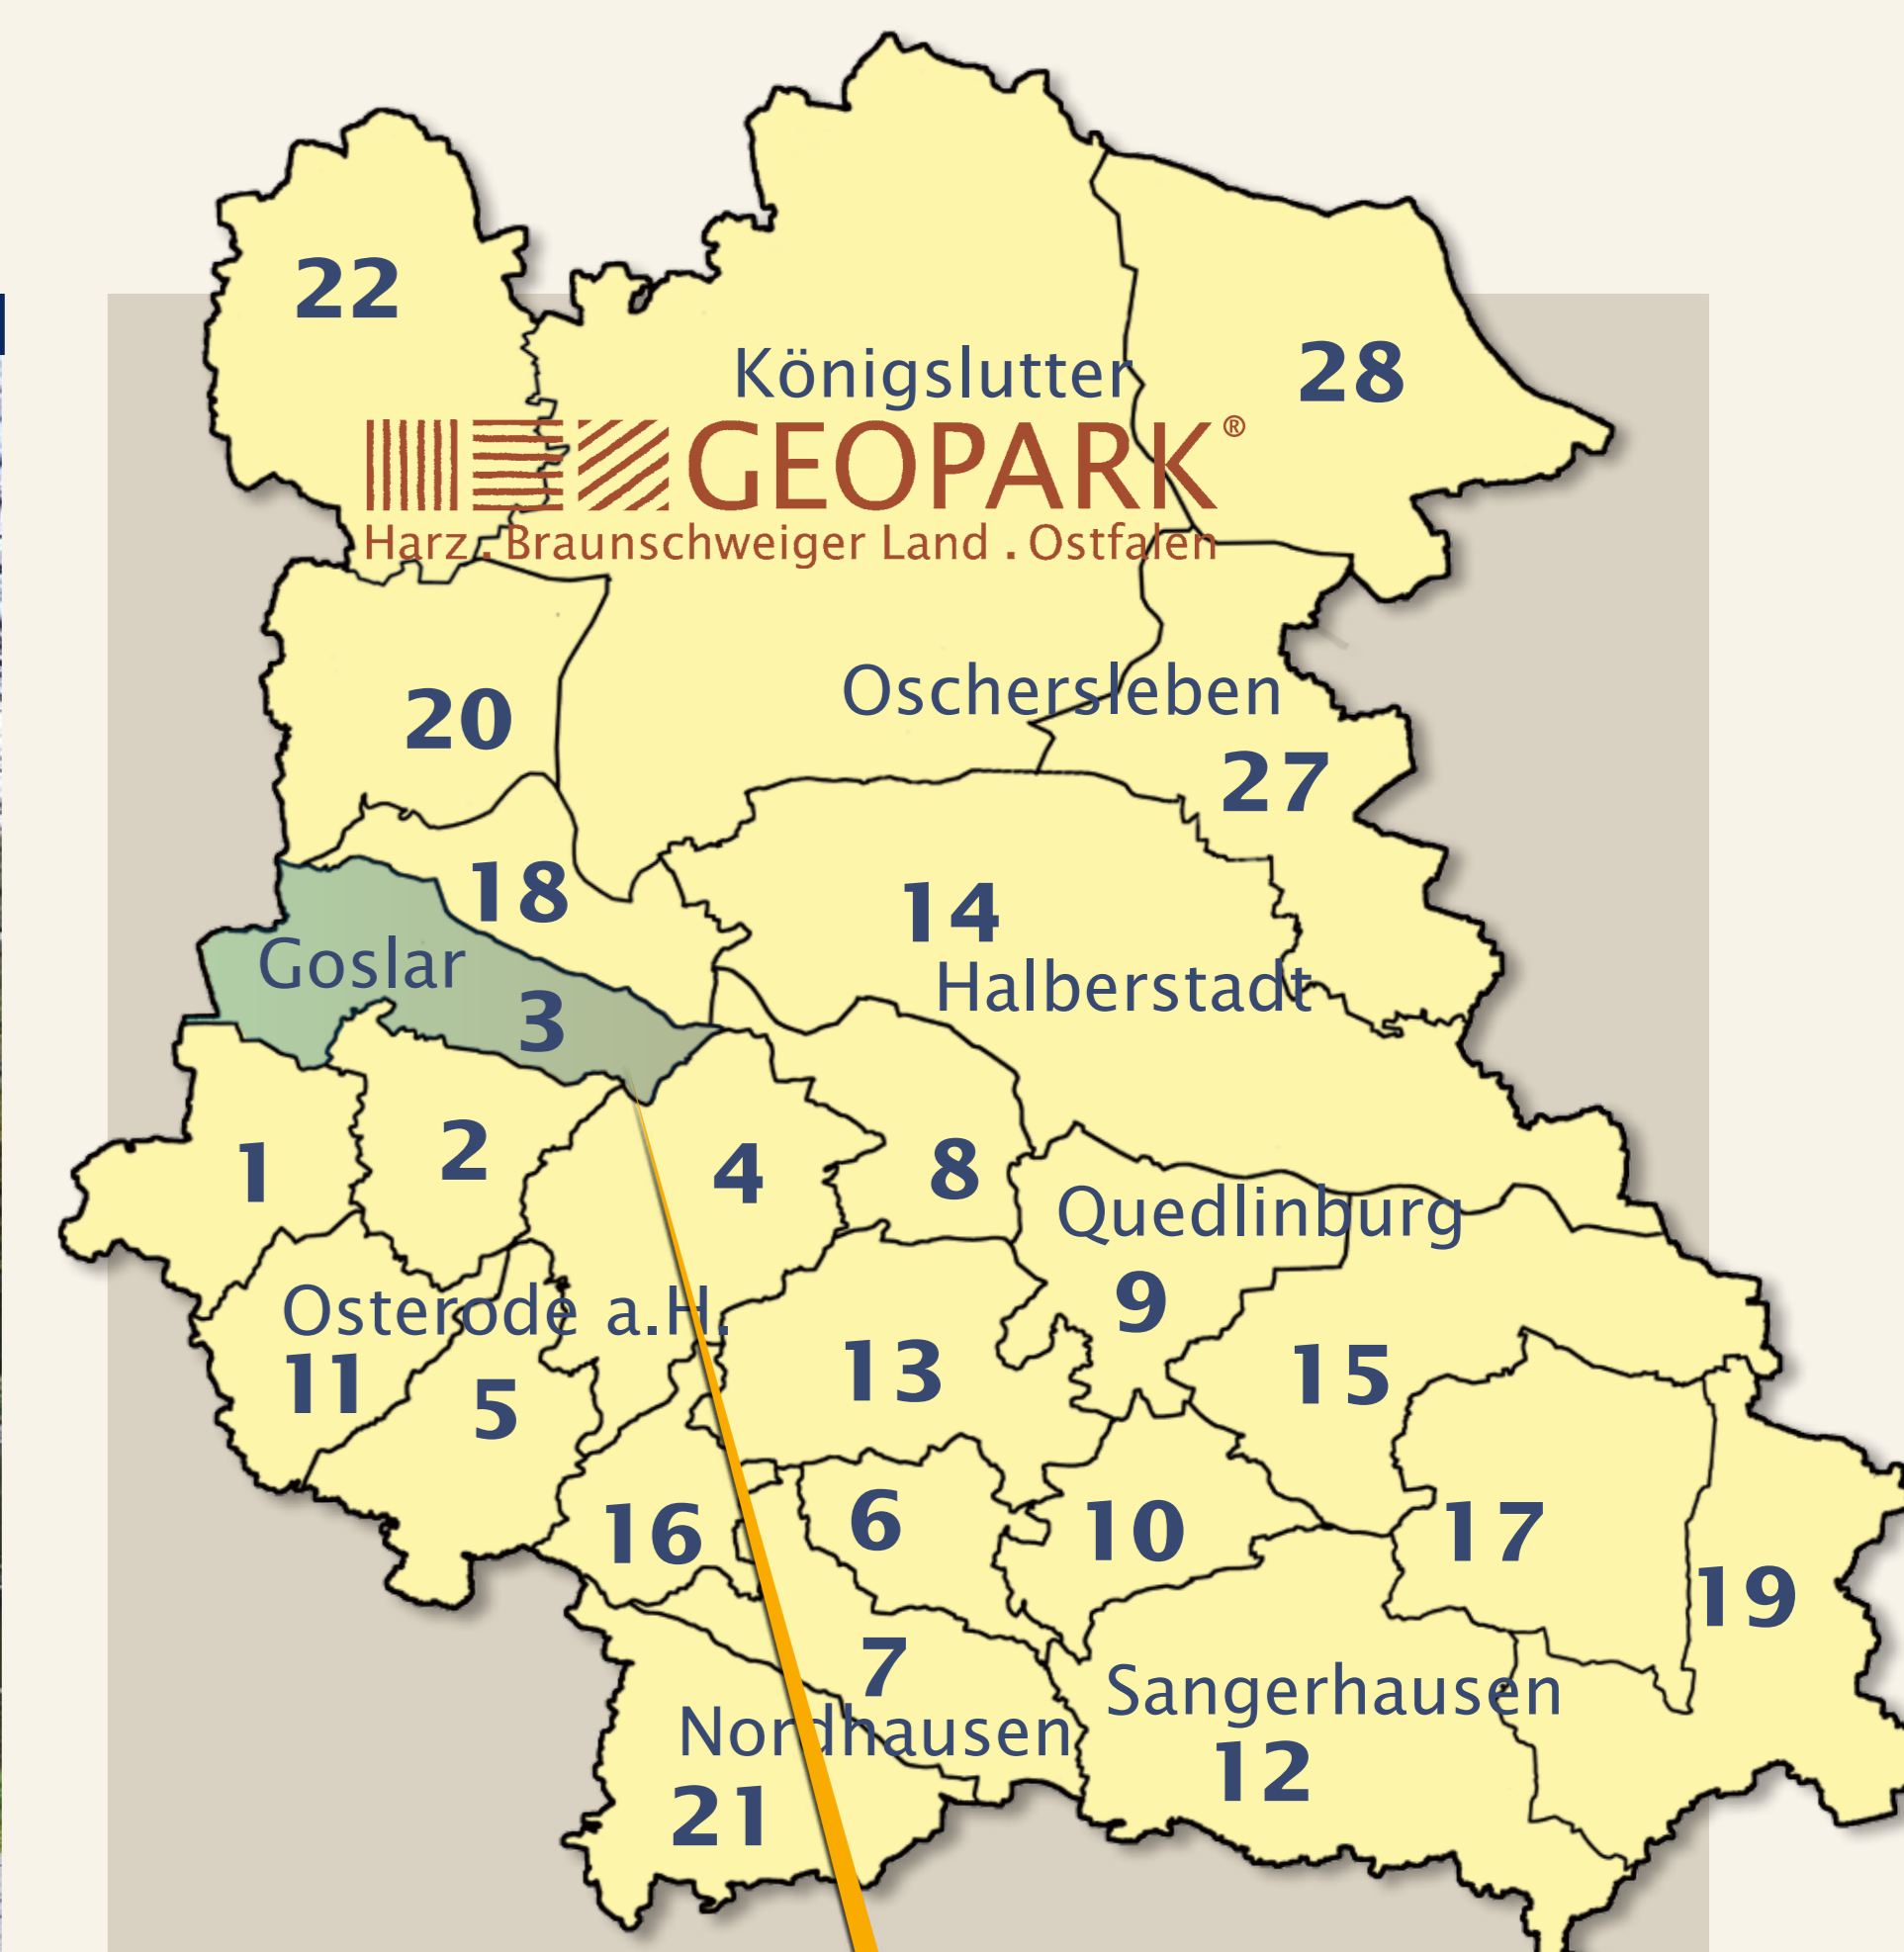 22
28
Königslutter
GEOPARK®
Harz . Braunschweiger Land . Ostfalen
20
Oschersleben
27
18
14
Goslar
3
Halberstadt
1
2
4
8
Quedlinburg
9
Osterode a.H.
11
5
13
15
16
6
10
17
19
7
Sangerhausen
Nordhausen
12
21